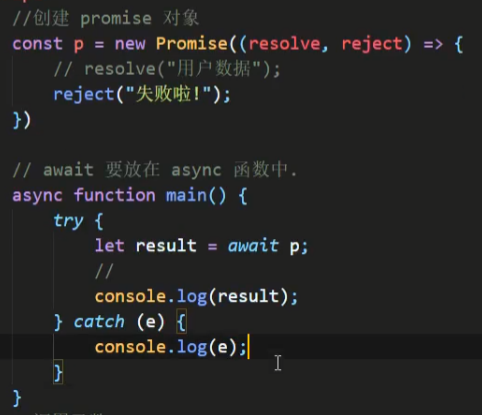 //创建 promise 对象
const p = new Promise((resolve, reject) => {
    // resolve("用户数据");
    reject("失败啦!");
})

// await 要放在 async 函数中.
async function main() {
    try {
        let result = await p;
        //
        console.log(result);
    } catch (e) {
        console.log(e);
    }
}